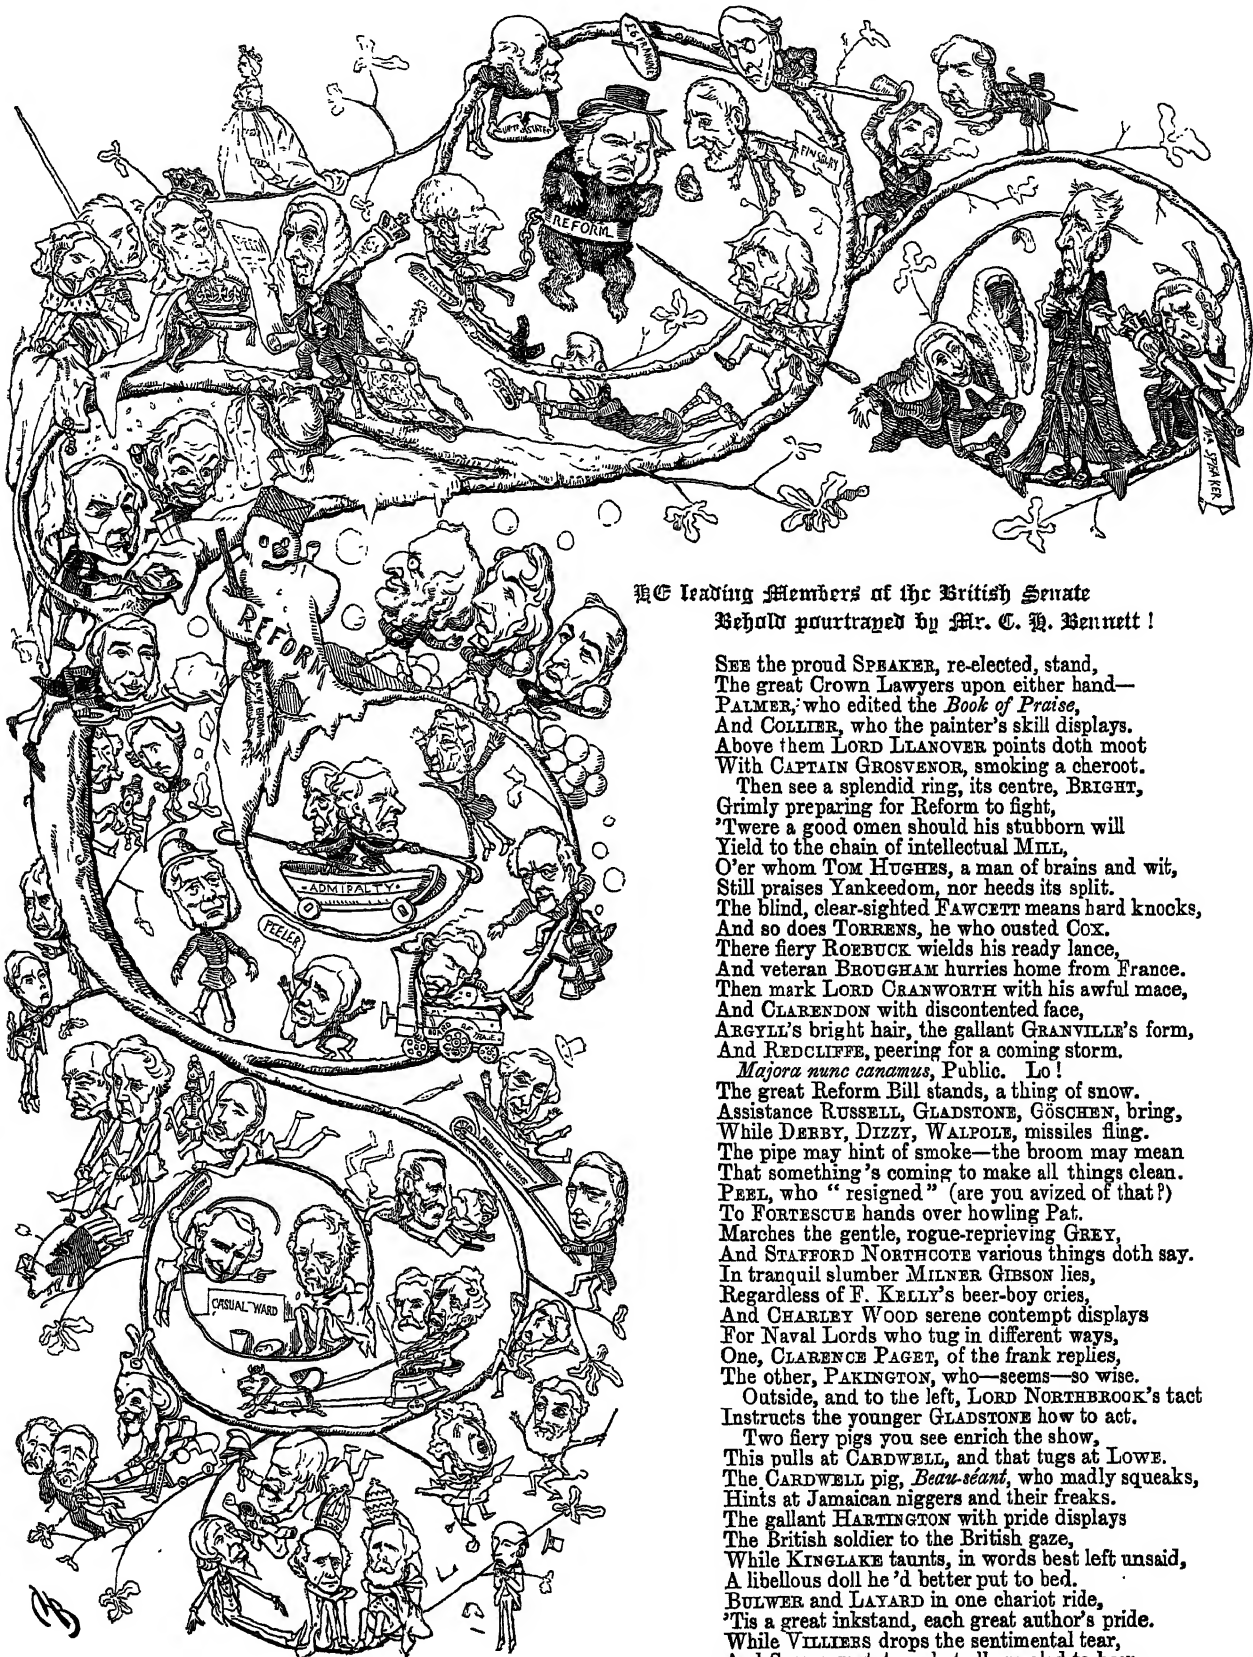 SPEECH
REFORM
FINSBURY
SPEAKER
REFORM
ADMIRALTY
PEELER
BOARD OF TRADE
PUBLIC WORKS
CASUAL WARD
HE leading Members of the British Senate
Behold pourtrayed by Mr. C. H. Bennett!
SEE the proud SPEAKER, re-elected, stand,
The great Crown Lawyers upon either hand—
PALMER, who edited the Book of Praise,
And COLLIER, who the painter's skill displays.
Above them LORD LLANOVER points doth moot
With CAPTAIN GROSVENOR, smoking a cheroot.
Then see a splendid ring, its centre, BRIGHT,
Grimly preparing for Reform to fight,
'Twere a good omen should his stubborn will
Yield to the chain of intellectual MILL,
O'er whom TOM HUGHES, a man of brains and wit,
Still praises Yankeedom, nor heeds its split.
The blind, clear-sighted FAWCETT means hard knocks,
And so does TORRENS, he who ousted COX.
There fiery ROEBUCK wields his ready lance,
And veteran BROUGHAM hurries home from France.
Then mark LORD CRANWORTH with his awful mace,
And CLARENDON with discontented face,
ARGYLL'S bright hair, the gallant GRANVILLE'S form,
And REDCLIFFE, peering for a coming storm.
Majora nunc canamus, Public. Lo!
The great Reform Bill stands, a thing of snow.
Assistance RUSSELL, GLADSTONE, GÖSCHEN, bring,
While DERBY, DIZZY, WALPOLE, missiles fling.
The pipe may hint of smoke—the broom may mean
That something's coming to make all things clean.
PEEL, who "resigned" (are you avized of that?)
To FORTESCUE hands over howling Pat.
Marches the gentle, rogue-reprieving GREY,
And STAFFORD NORTHCOTE various things doth say.
In tranquil slumber MILNER GIBSON lies,
Regardless of F. KELLY'S beer-boy cries,
And CHARLEY WOOD serene contempt displays
For Naval Lords who tug in different ways,
One, CLARENCE PAGET, of the frank replies,
The other, PAKINGTON, who—seems—so wise.
Outside, and to the left, LORD NORTHBROOK'S tact
Instructs the younger GLADSTONE how to act.
Two fiery pigs you see enrich the show,
This pulls at CARDWELL, and that tugs at LOWE.
The CARDWELL pig, Beau-séant, who madly squeaks,
Hints at Jamaican niggers and their freaks.
The gallant HARTINGTON with pride displays
The British soldier to the British gaze,
While KINGLAKE taunts, in words best left unsaid,
A libellous doll he'd better put to bed.
BULWER and LAYARD in one chariot ride,
'Tis a great inkstand, each great author's pride.
While VILLIERS drops the sentimental tear,